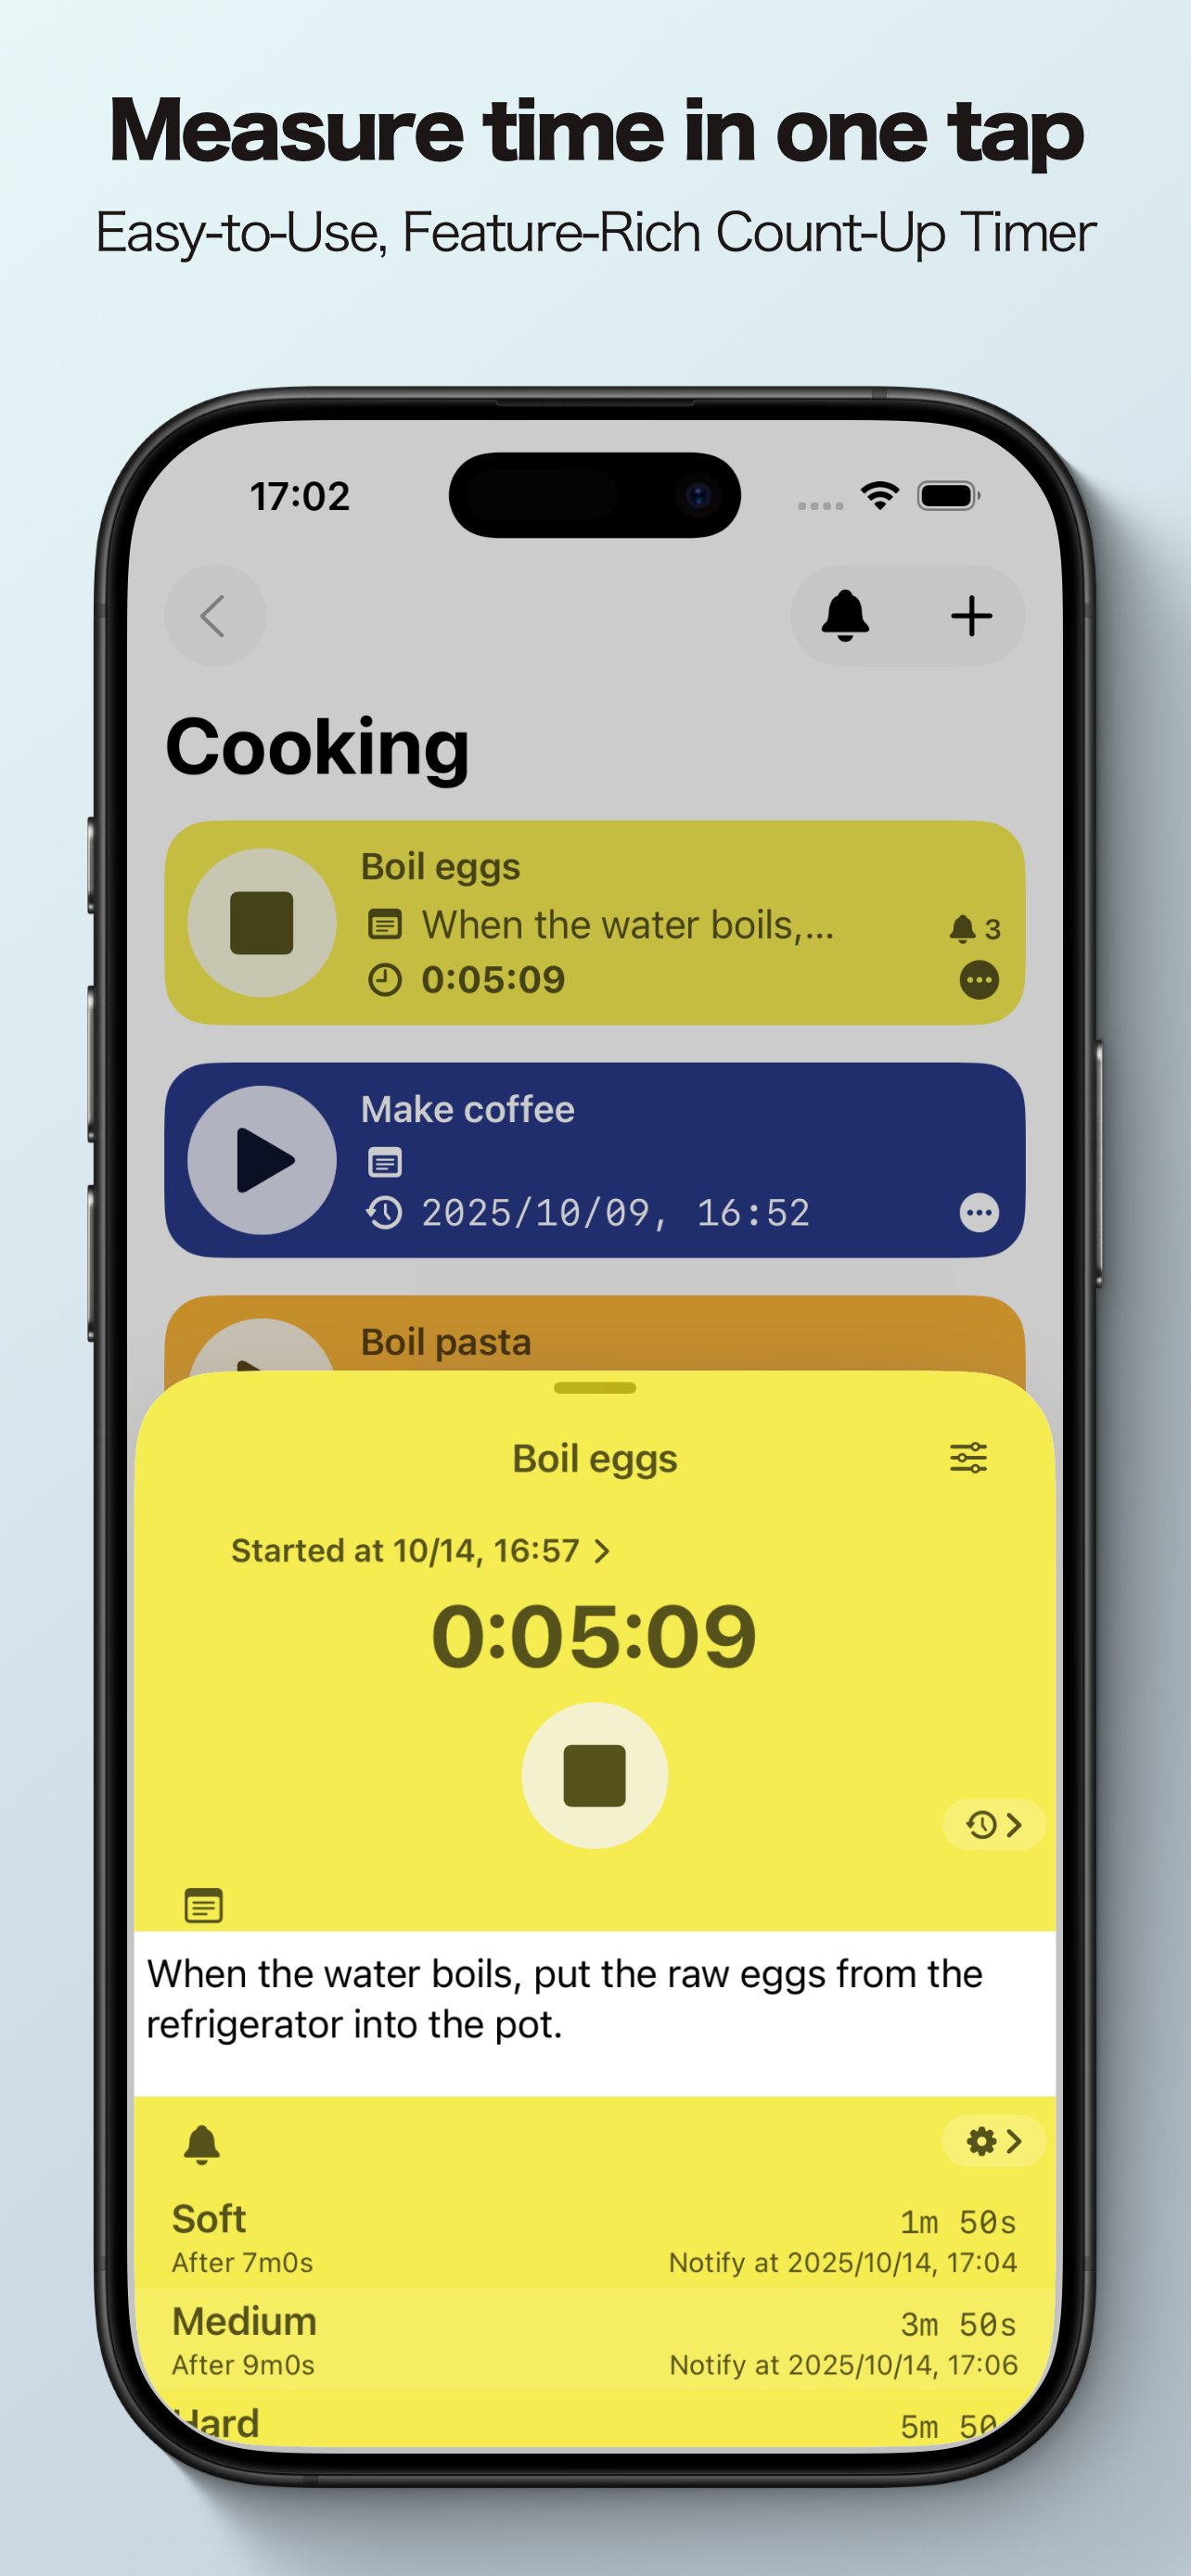 Measure time in one tap
Easy-to-Use, Feature-Rich Count-Up Timer
17:02
Cooking
Boil eggs
When the water boils,...
3
0:05:09
Make coffee
2025/10/09, 16:52
Boil pasta
Boil eggs
Started at 10/14, 16:57
0:05:09
When the water boils, put the raw eggs from the
refrigerator into the pot.
Soft
1m 50s
After 7m0s
Notify at 2025/10/14, 17:04
Medium
3m 50s
After 9m0s
Notify at 2025/10/14, 17:06
Hard
5m 50